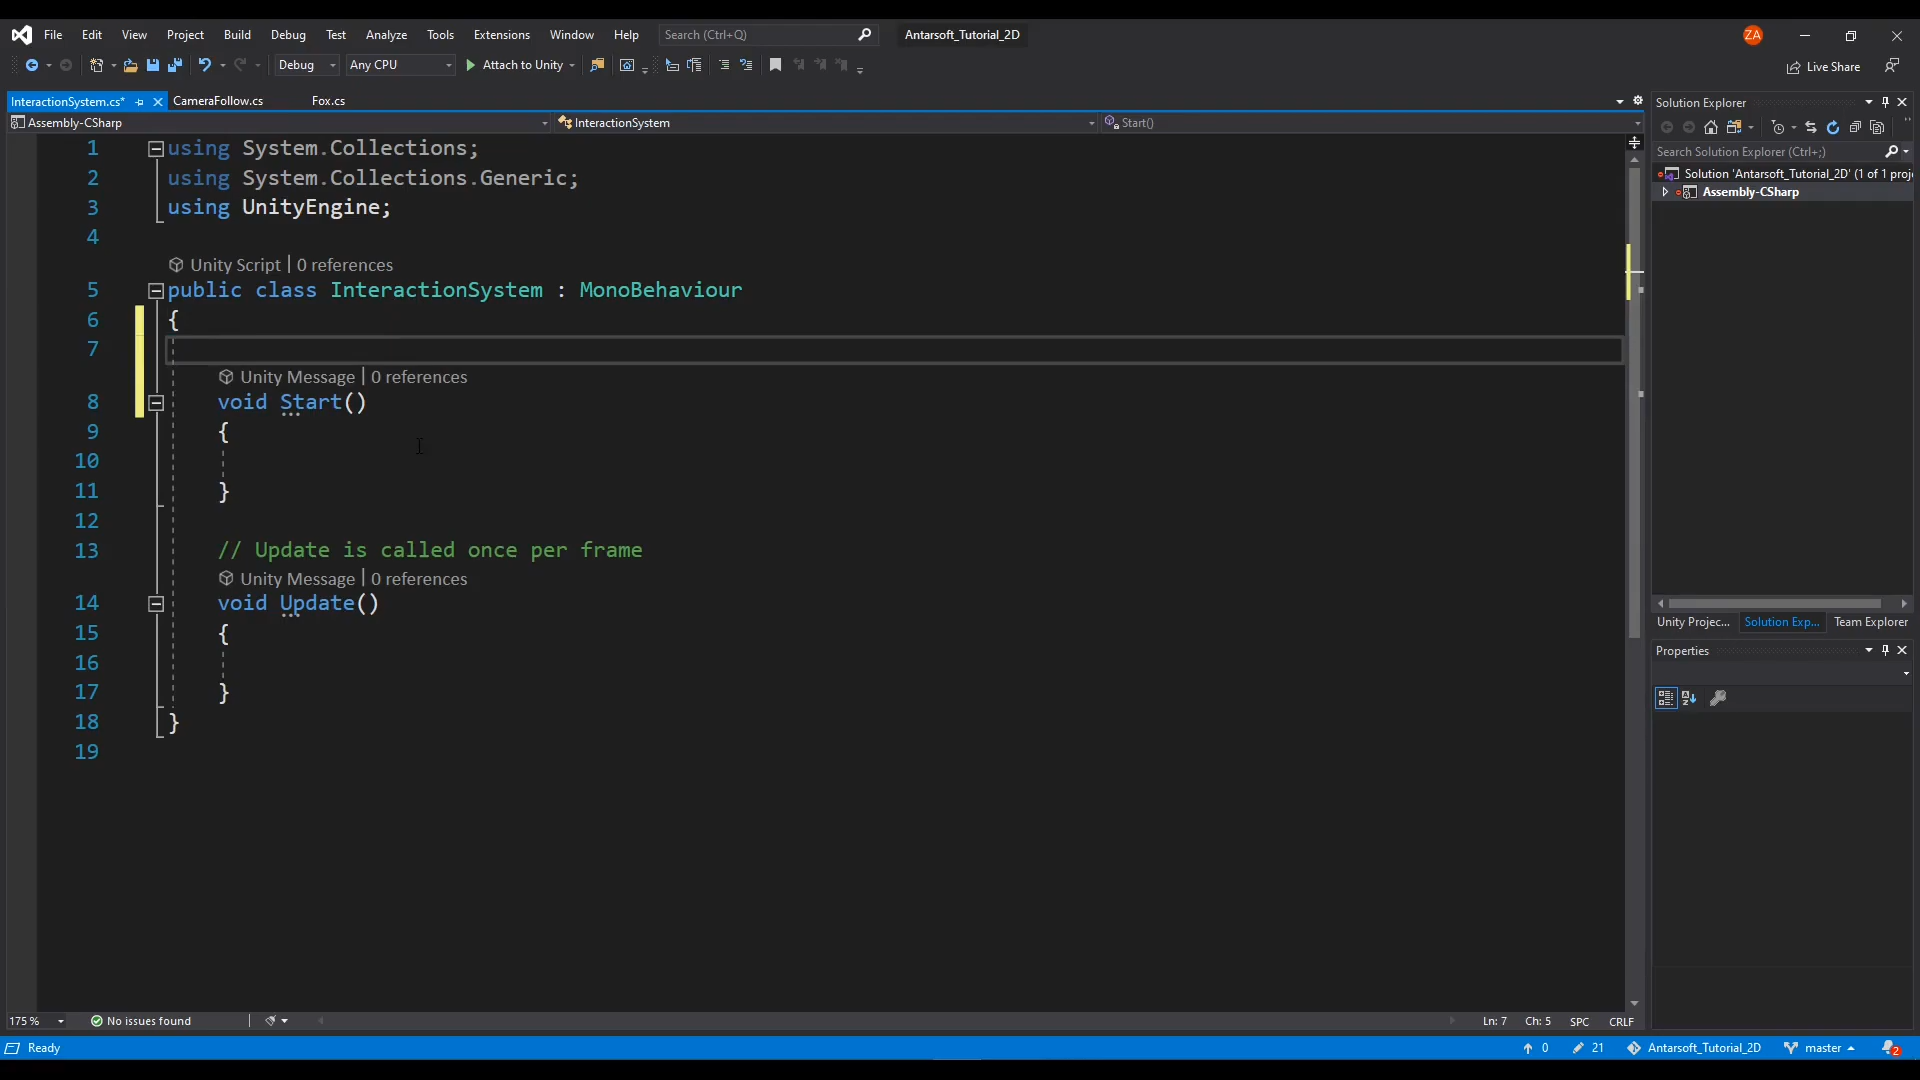 File Edit View Project Build Debug Test Analyze Tools Extensions Window Help Search (Ctrl+Q) Antarsoft_Tutorial_2D ZA
Debug Any CPU Attach to Unity Live Share
InteractionSystem.cs* CameraFollow.cs Fox.cs
Assembly-CSharp InteractionSystem Start()
1 using System.Collections;
2 using System.Collections.Generic;
3 using UnityEngine;
4
Unity Script | 0 references
5 public class InteractionSystem : MonoBehaviour
6 {
7
Unity Message | 0 references
8 void Start()
9 {
10
11 }
12
13 // Update is called once per frame
Unity Message | 0 references
14 void Update()
15 {
16
17 }
18 }
19
Solution Explorer
Search Solution Explorer (Ctrl+;)
Solution 'Antarsoft_Tutorial_2D' (1 of 1 proj
Assembly-CSharp
Unity Projec... Solution Exp... Team Explorer
Properties
175 % No issues found Ln: 7 Ch: 5 SPC CRLF
Ready 0 21 Antarsoft_Tutorial_2D master 2